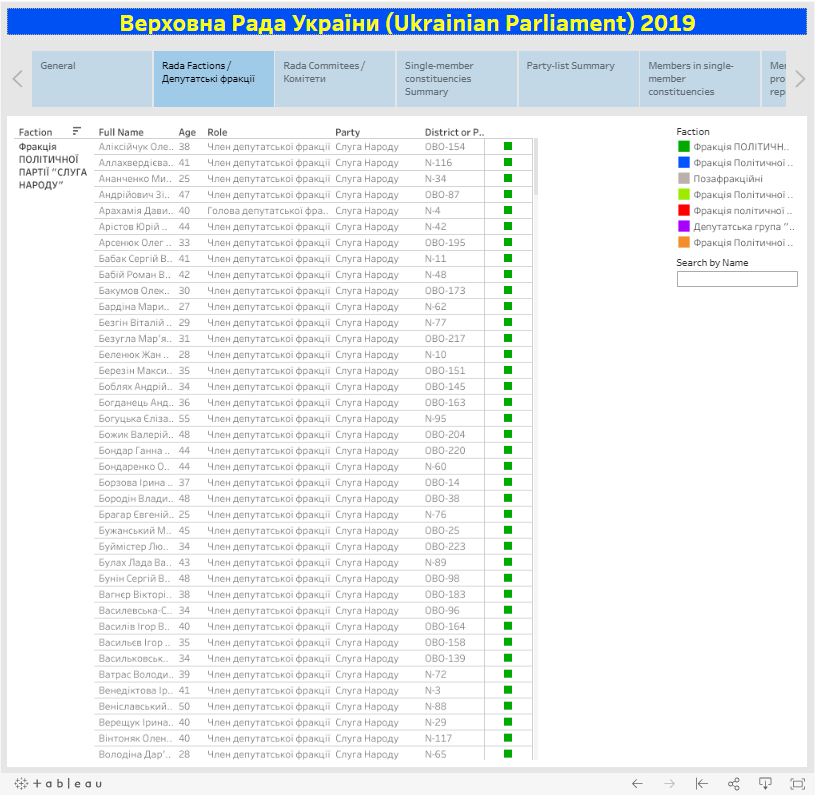 Верховна Рада України (Ukrainian Parliament) 2019
General
Rada Factions /
Депутатські фракції
Rada Commitees /
Комітети
Single-member
constituencies
Summary
Party-list Summary
Members in single-
member
constituencies
Mer
pro
rep
Faction Full Name Age Role Party District or P..
Фракція
ПОЛІТИЧНОЇ
ПАРТІЇ "СЛУГА
НАРОДУ"
Аліксійчук Оле.. 38 Член депутатської фракції Слуга Народу ОВО-154
Аллахвердієва.. 41 Член депутатської фракції Слуга Народу N-116
Ананченко Ми.. 25 Член депутатської фракції Слуга Народу N-34
Андрійович Зі.. 47 Член депутатської фракції Слуга Народу ОВО-87
Арахамія Дави.. 40 Голова депутатської фра.. Слуга Народу N-4
Арістов Юрій .. 44 Член депутатської фракції Слуга Народу N-42
Арсенюк Олег .. 33 Член депутатської фракції Слуга Народу ОВО-195
Бабак Сергій В.. 41 Член депутатської фракції Слуга Народу N-11
Бабій Роман В.. 42 Член депутатської фракції Слуга Народу N-48
Бакумов Олек.. 30 Член депутатської фракції Слуга Народу ОВО-173
Бардіна Мари.. 27 Член депутатської фракції Слуга Народу N-62
Безгін Віталій .. 29 Член депутатської фракції Слуга Народу N-77
Безугла Мар'я.. 31 Член депутатської фракції Слуга Народу ОВО-217
Беленюк Жан .. 28 Член депутатської фракції Слуга Народу N-10
Березін Макси.. 35 Член депутатської фракції Слуга Народу ОВО-151
Боблях Андрій.. 34 Член депутатської фракції Слуга Народу ОВО-145
Богданець Анд.. 36 Член депутатської фракції Слуга Народу ОВО-163
Богуцька Єліза.. 55 Член депутатської фракції Слуга Народу N-95
Божик Валерій.. 48 Член депутатської фракції Слуга Народу ОВО-204
Бондар Ганна .. 44 Член депутатської фракції Слуга Народу ОВО-220
Бондаренко О.. 44 Член депутатської фракції Слуга Народу N-60
Борзова Ірина .. 37 Член депутатської фракції Слуга Народу ОВО-14
Бородін Влади.. 48 Член депутатської фракції Слуга Народу ОВО-38
Брагар Євгеній.. 25 Член депутатської фракції Слуга Народу N-76
Бужанський М.. 45 Член депутатської фракції Слуга Народу ОВО-25
Буймістер Лю.. 34 Член депутатської фракції Слуга Народу ОВО-223
Булах Лада Ва.. 43 Член депутатської фракції Слуга Народу N-89
Бунін Сергій В.. 48 Член депутатської фракції Слуга Народу ОВО-98
Вагнєр Вікторі.. 38 Член депутатської фракції Слуга Народу ОВО-183
Василевська-С.. 34 Член депутатської фракції Слуга Народу ОВО-96
Василів Ігор В.. 40 Член депутатської фракції Слуга Народу ОВО-164
Васильєв Ігор .. 35 Член депутатської фракції Слуга Народу ОВО-158
Васильковськ.. 34 Член депутатської фракції Слуга Народу ОВО-139
Ватрас Володи.. 39 Член депутатської фракції Слуга Народу N-72
Венедіктова Ір.. 41 Член депутатської фракції Слуга Народу N-3
Веніславський.. 50 Член депутатської фракції Слуга Народу N-88
Верещук Ірина.. 40 Член депутатської фракції Слуга Народу N-29
Вінтоняк Олен.. 40 Член депутатської фракції Слуга Народу N-117
Володіна Дар'.. 28 Член депутатської фракції Слуга Народу N-65
Faction
Фракція ПОЛІТИЧН..
Фракція Політичної ..
Позафракційні
Фракція Політичної ..
Фракція політичної ..
Депутатська група "..
Фракція Політичної ..
Search by Name
+ a b | e a u